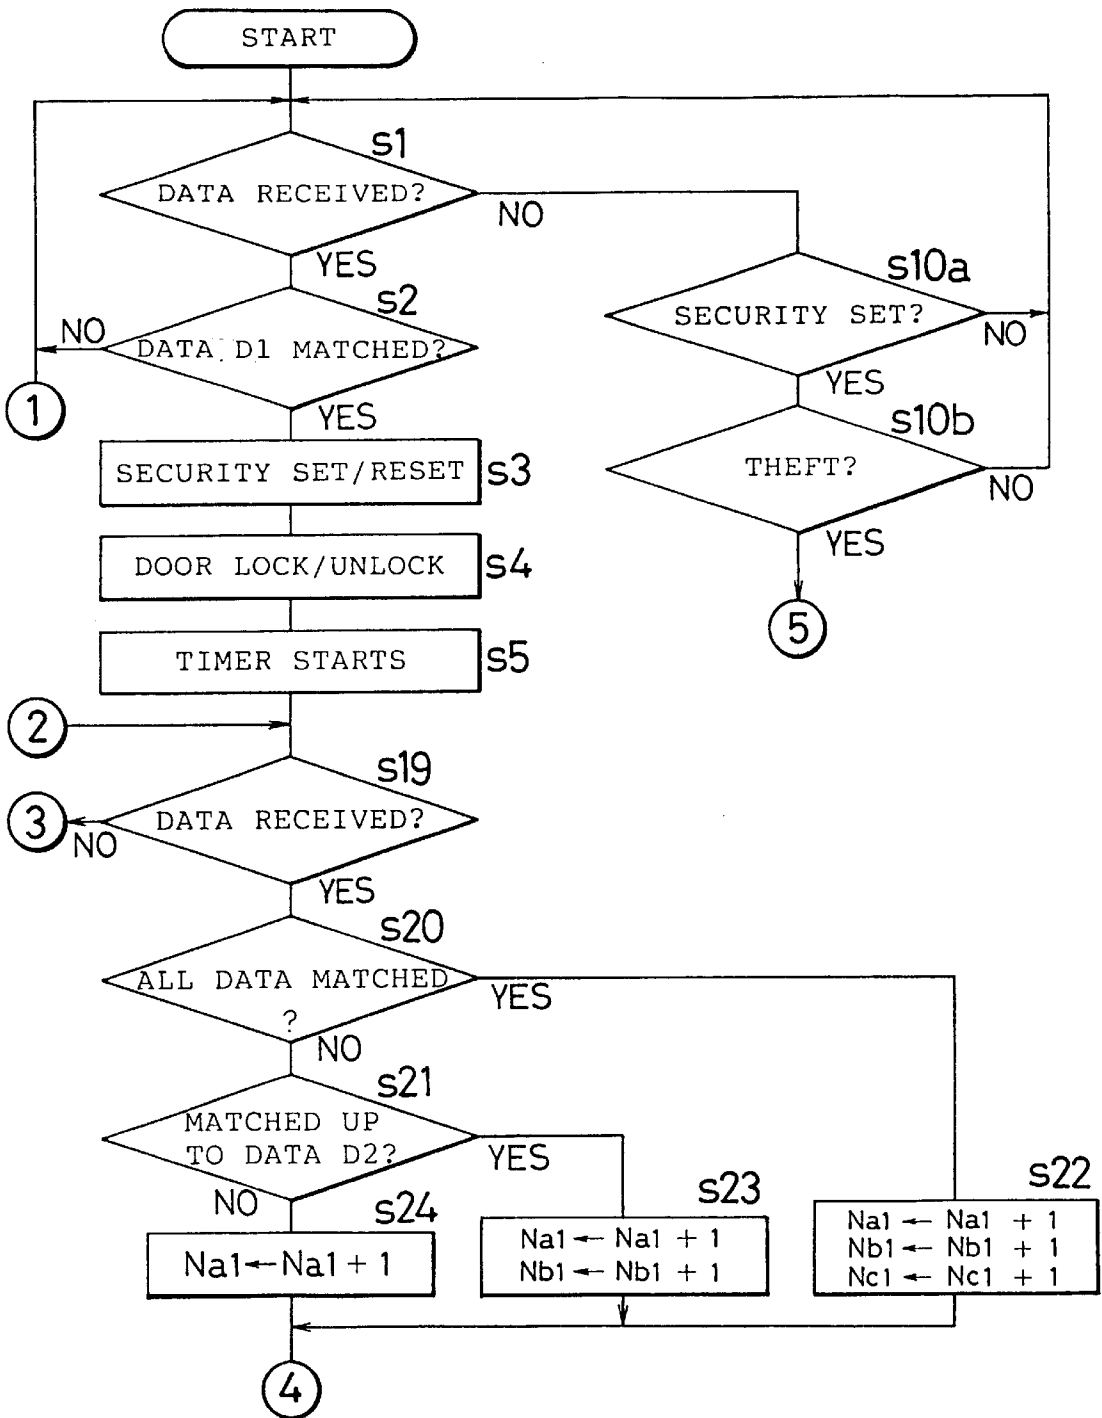 START
s1
DATA RECEIVED?
NO
YES
s2
NO
DATA D1 MATCHED?
YES
1
s10a
SECURITY SET?
NO
YES
s10b
THEFT?
NO
YES
5
SECURITY SET/RESET
s3
DOOR LOCK/UNLOCK
s4
TIMER STARTS
s5
2
s19
3
DATA RECEIVED?
NO
YES
s20
ALL DATA MATCHED
?
YES
NO
s21
MATCHED UP
TO DATA D2?
YES
NO
s24
Na1←Na1 + 1
s23
Na1 ← Na1 + 1
Nb1 ← Nb1 + 1
s22
Na1 ← Na1 + 1
Nb1 ← Nb1 + 1
Nc1 ← Nc1 + 1
4